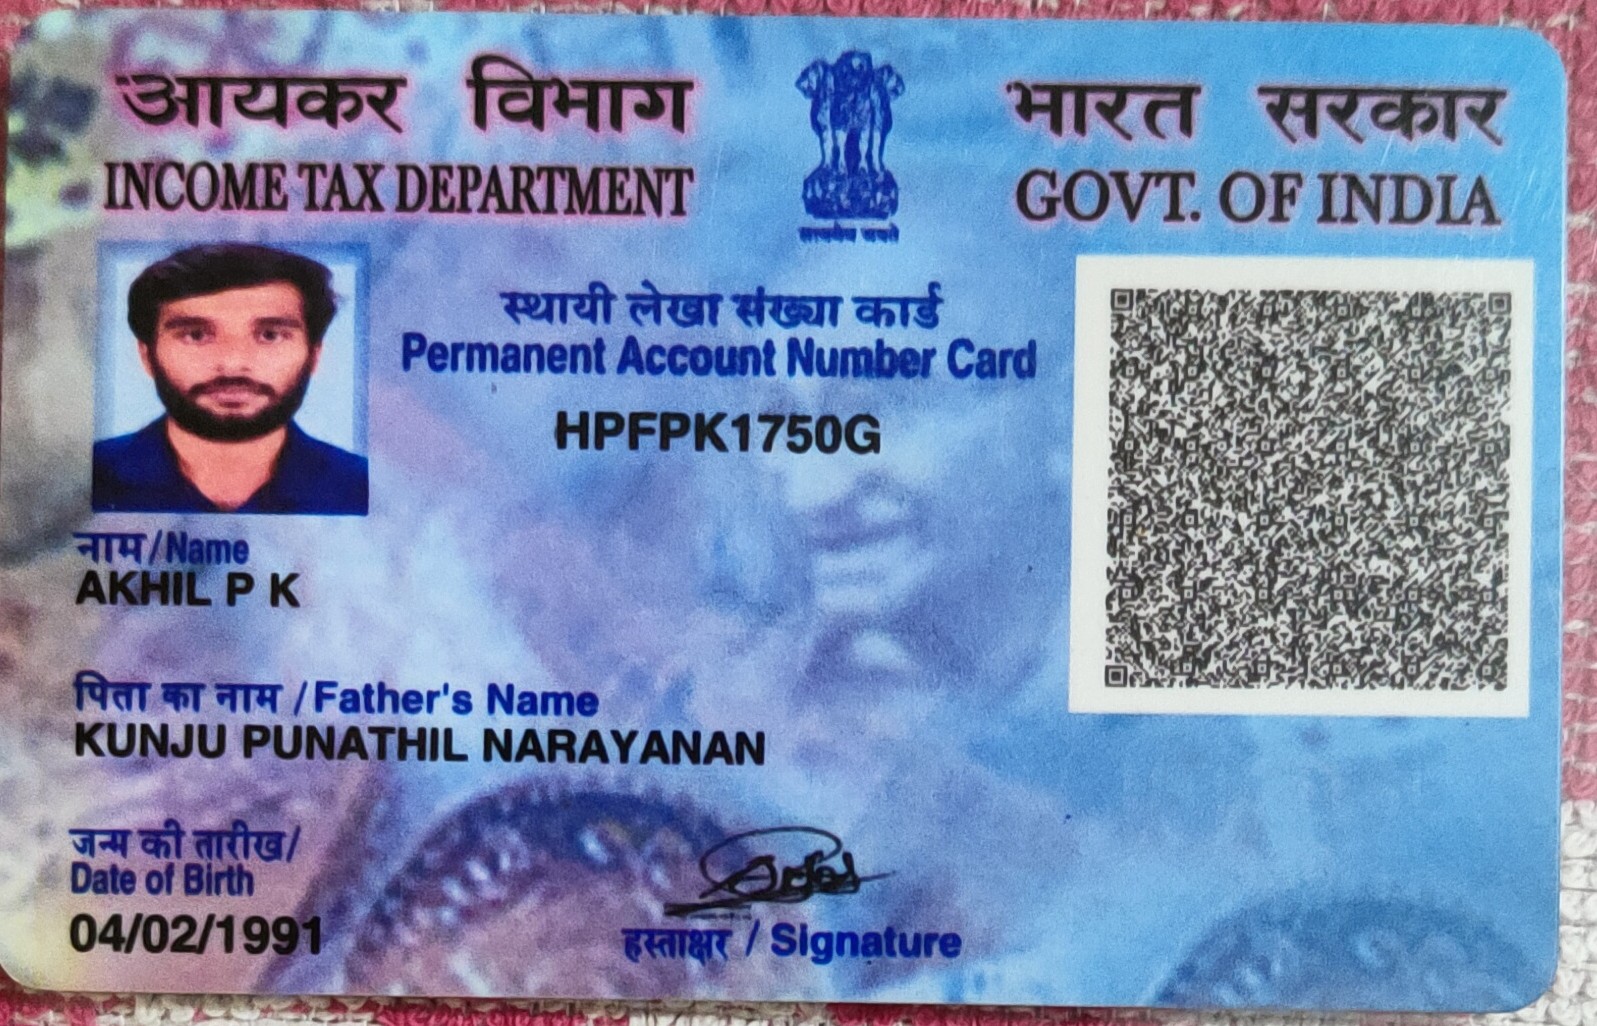 आयकर विभाग
INCOME TAX DEPARTMENT
सत्यमेव जयते
भारत सरकार
GOVT. OF INDIA
स्थायी लेखा संख्या कार्ड
Permanent Account Number Card
HPFPK1750G
नाम/Name
AKHIL P K
पिता का नाम /Father's Name
KUNJU PUNATHIL NARAYANAN
जन्म की तारीख/
Date of Birth
04/02/1991
हस्ताक्षर / Signature